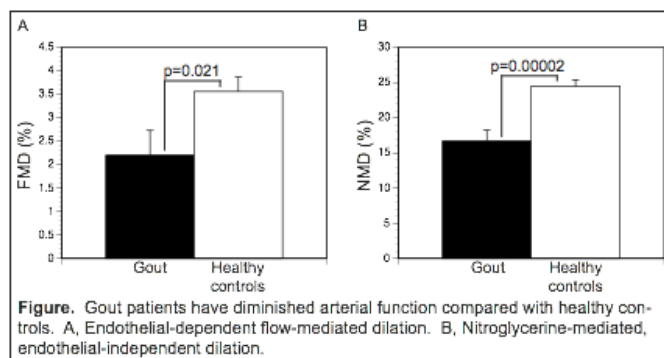 A
4.5
4
3.5
3
2.5
2
1.5
1
0.5
0
FMD (%)
p=0.021
Gout
Healthy
controls
B
30
25
20
15
10
5
0
NMD (%)
p=0.00002
Gout
Healthy
controls
Figure. Gout patients have diminished arterial function compared with healthy con-
trols. A, Endothelial-dependent flow-mediated dilation. B, Nitroglycerine-mediated,
endothelial-independent dilation.